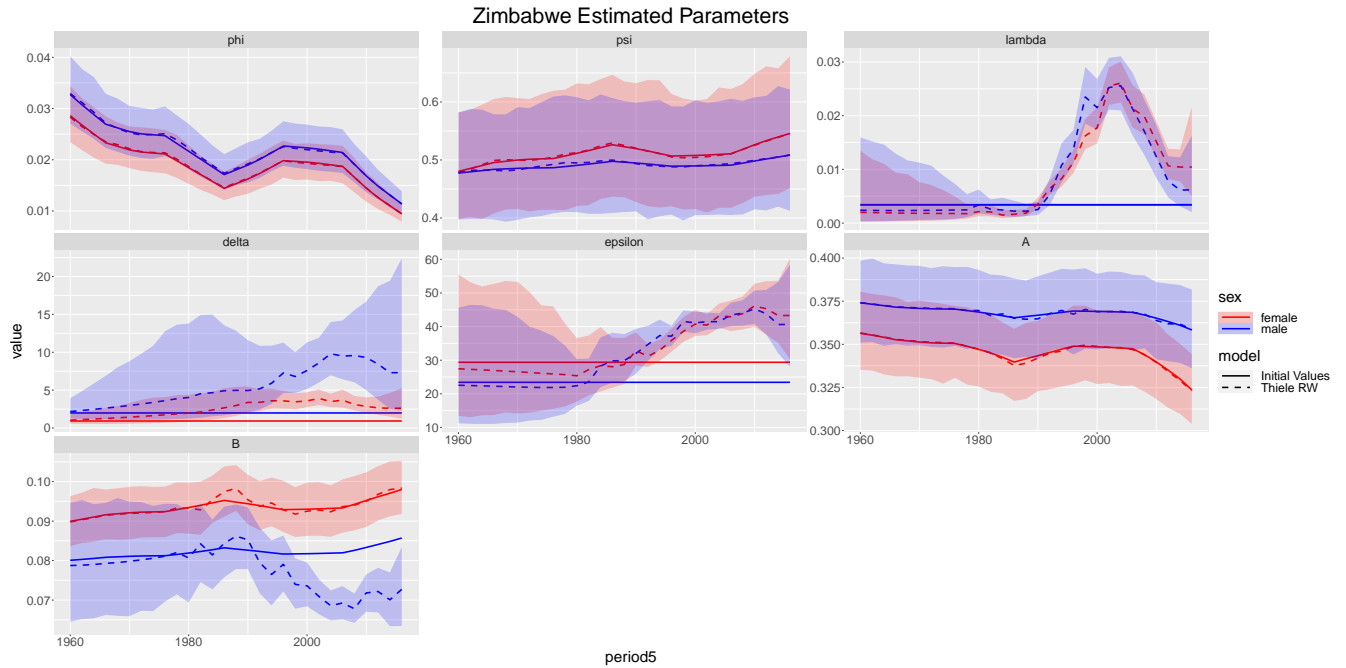 Zimbabwe Estimated Parameters
phi
psi
lambda
0.04
0.03
0.02
0.01
0.6
0.5
0.4
0.03
0.02
0.01
0.00
delta
epsilon
A
20
15
10
5
0
60
50
40
30
20
10
0.400
0.375
0.350
0.325
0.300
1960
1980
2000
1960
1980
2000
B
0.10
0.09
0.08
0.07
1960
1980
2000
value
period5
sex
female
male
model
Initial Values
Thiele RW